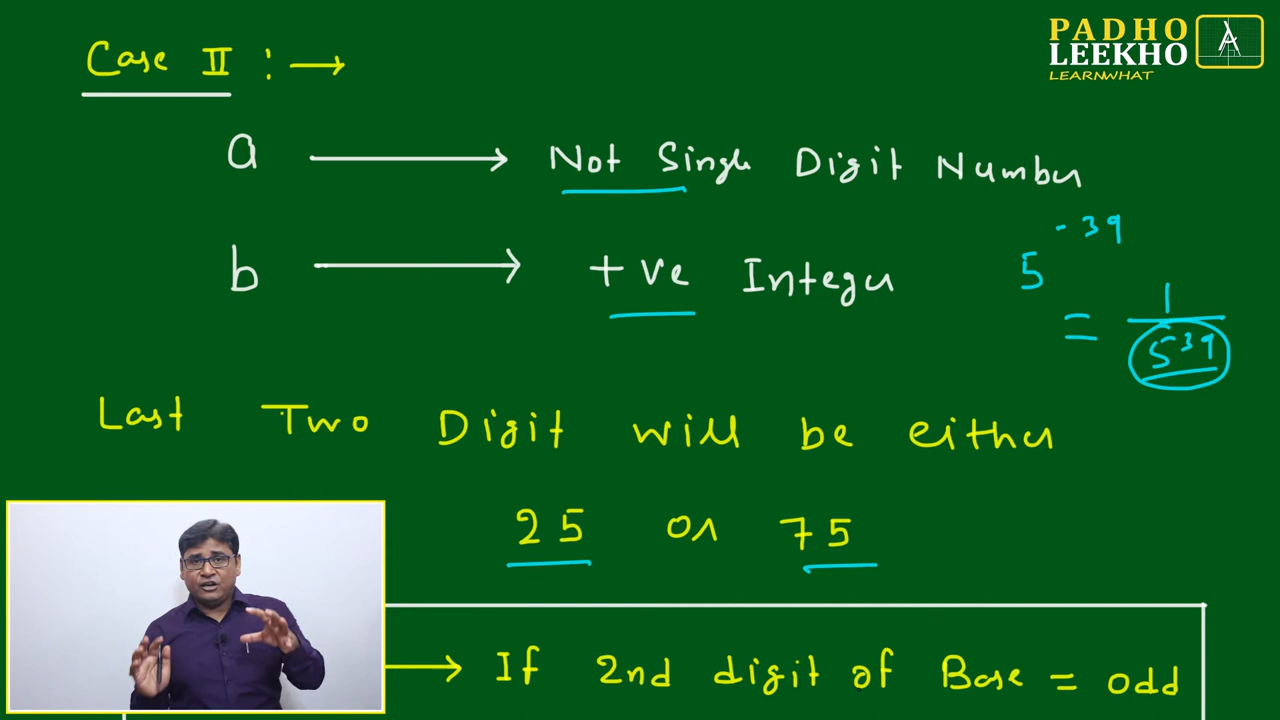 PADHO
LEEKHO
LEARNWHAT
Case II : →
a → Not Single Digit Number
b → +ve Integer
5^-39
= 1/5^39
Last Two Digit will be either
25 or 75
→ If 2nd digit of Base = odd